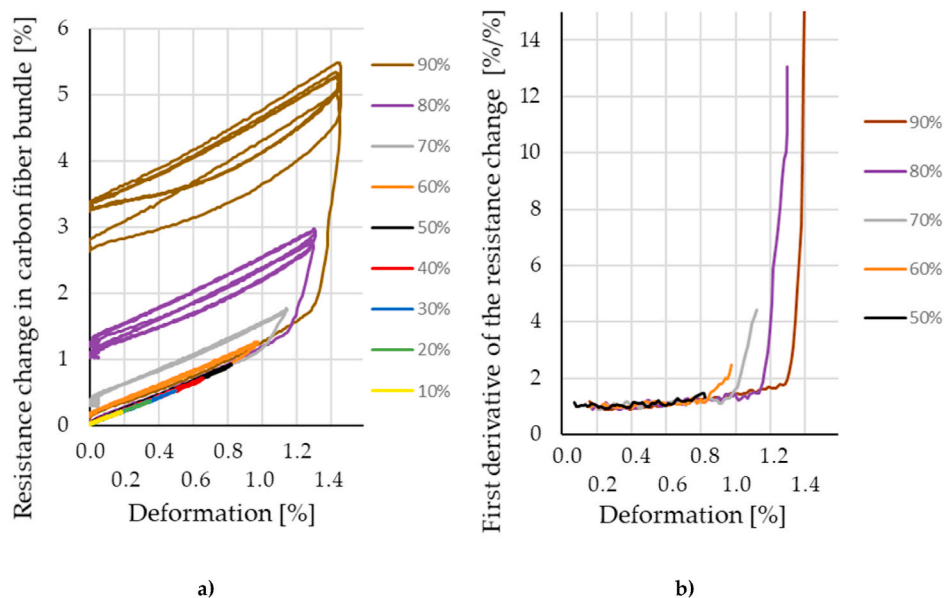 Resistance change in carbon fiber bundle [%]
6
5
4
3
2
1
0
0.0 0.4 0.8 1.2
0.2 0.6 1.0 1.4
Deformation [%]
90%
80%
70%
60%
50%
40%
30%
20%
10%
a)
First derivative of the resistance change [%/%]
14
12
10
8
6
4
2
0
0.0 0.4 0.8 1.2
0.2 0.6 1.0 1.4
Deformation [%]
90%
80%
70%
60%
50%
b)